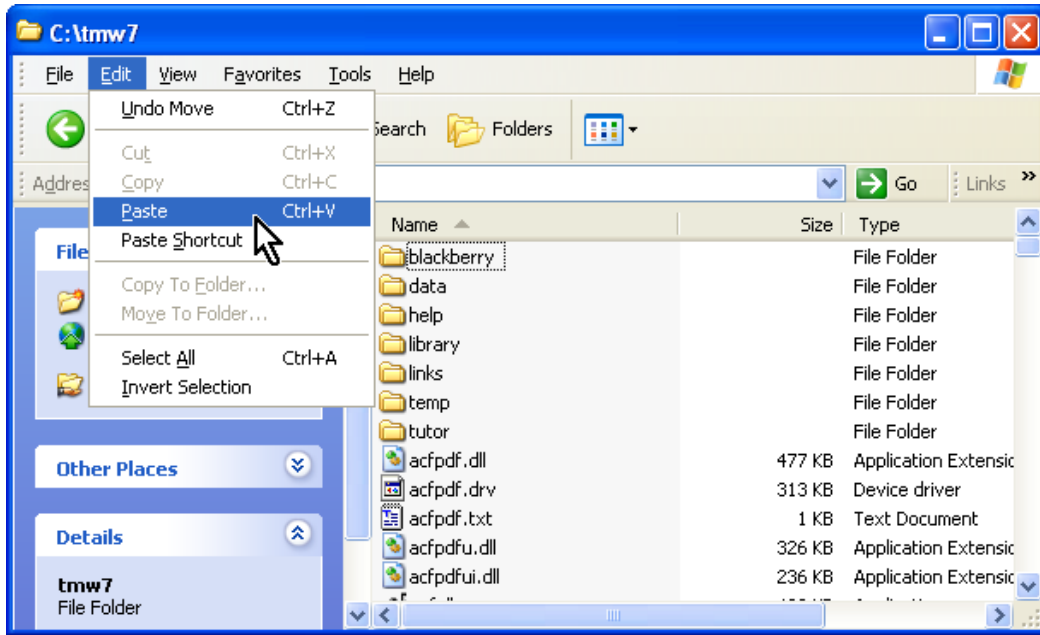 C:\tmw7
File Edit View Favorites Tools Help
Undo Move Ctrl+Z
Cut Ctrl+X
Copy Ctrl+C
Paste Ctrl+V
Paste Shortcut
Copy To Folder...
Move To Folder...
Select All Ctrl+A
Invert Selection
Search Folders
Addres Go Links »
File
Other Places
Details
tmw7
File Folder
Name Size Type
blackberry File Folder
data File Folder
help File Folder
library File Folder
links File Folder
temp File Folder
tutor File Folder
acfpdf.dll 477 KB Application Extensic
acfpdf.drv 313 KB Device driver
acfpdf.txt 1 KB Text Document
acfpdfu.dll 326 KB Application Extensic
acfpdfui.dll 236 KB Application Extensic